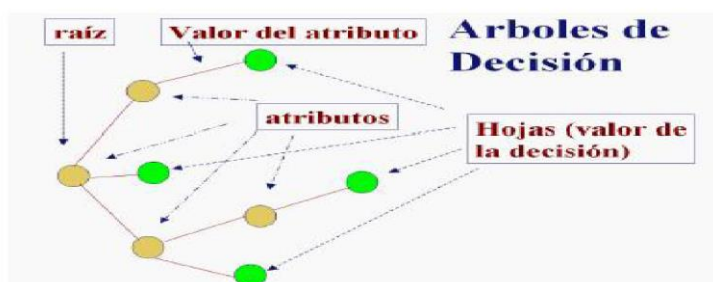 raíz
Valor del atributo
Arboles de
Decisión
atributos
Hojas (valor de
la decisión)